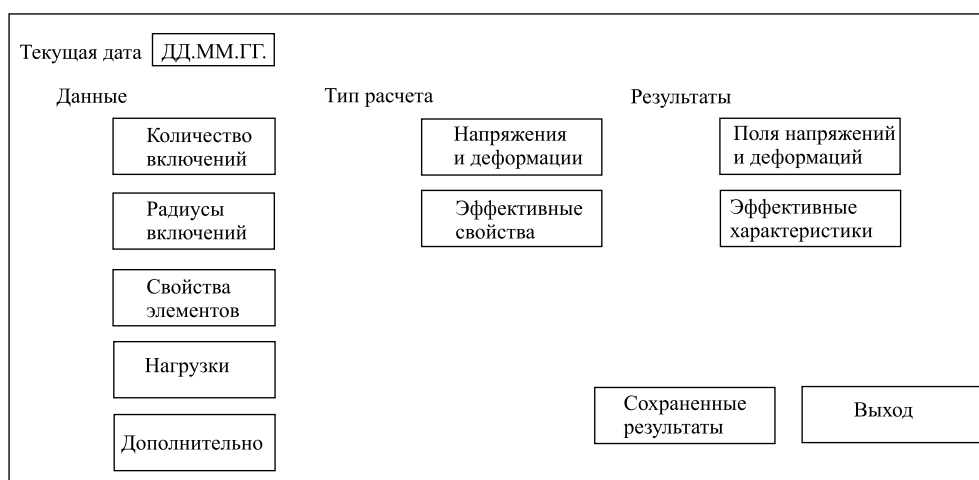 Текущая дата ДД.ММ.ГГ.
Данные
Тип расчета
Результаты
Количество
включений
Напряжения
и деформации
Поля напряжений
и деформаций
Радиусы
включений
Эффективные
свойства
Эффективные
характеристики
Свойства
элементов
Нагрузки
Дополнительно
Сохраненные
результаты
Выход